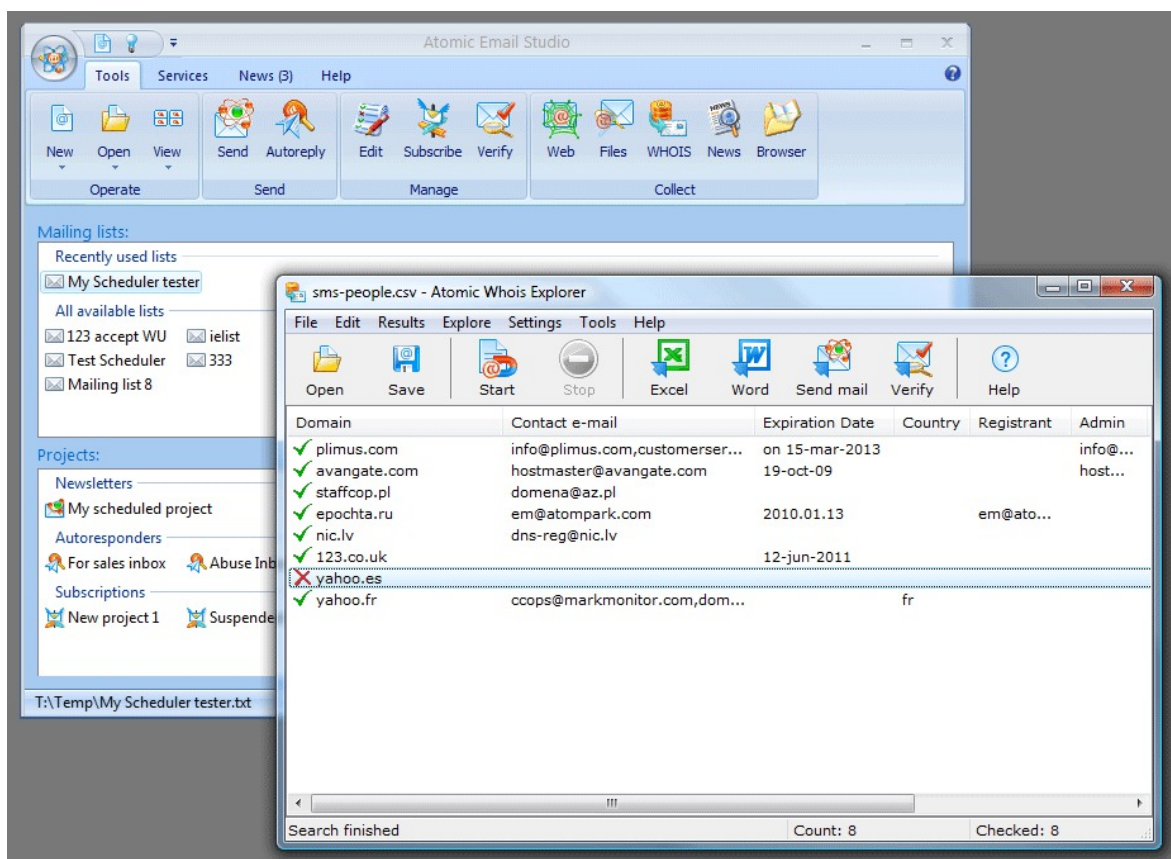 Atomic Email Studio
Tools Services News (3) Help
New Open View Send Autoreply Edit Subscribe Verify Web Files WHOIS News Browser
Operate Send Manage Collect
Mailing lists:
Recently used lists
My Scheduler tester
All available lists
123 accept WU ielist
Test Scheduler 333
Mailing list 8
Projects:
Newsletters
My scheduled project
Autoresponders
For sales inbox Abuse Inb
Subscriptions
New project 1 Suspende
T:\Temp\My Scheduler tester.txt
sms-people.csv - Atomic Whois Explorer
File Edit Results Explore Settings Tools Help
Open Save Start Stop Excel Word Send mail Verify Help
Domain Contact e-mail Expiration Date Country Registrant Admin
plimus.com info@plimus.com,customerser... on 15-mar-2013 info@...
avangate.com hostmaster@avangate.com 19-oct-09 host...
staffcop.pl domena@az.pl
epochta.ru em@atompark.com 2010.01.13 em@ato...
nic.lv dns-reg@nic.lv
123.co.uk 12-jun-2011
yahoo.es
yahoo.fr ccops@markmonitor.com,dom... fr
Search finished Count: 8 Checked: 8